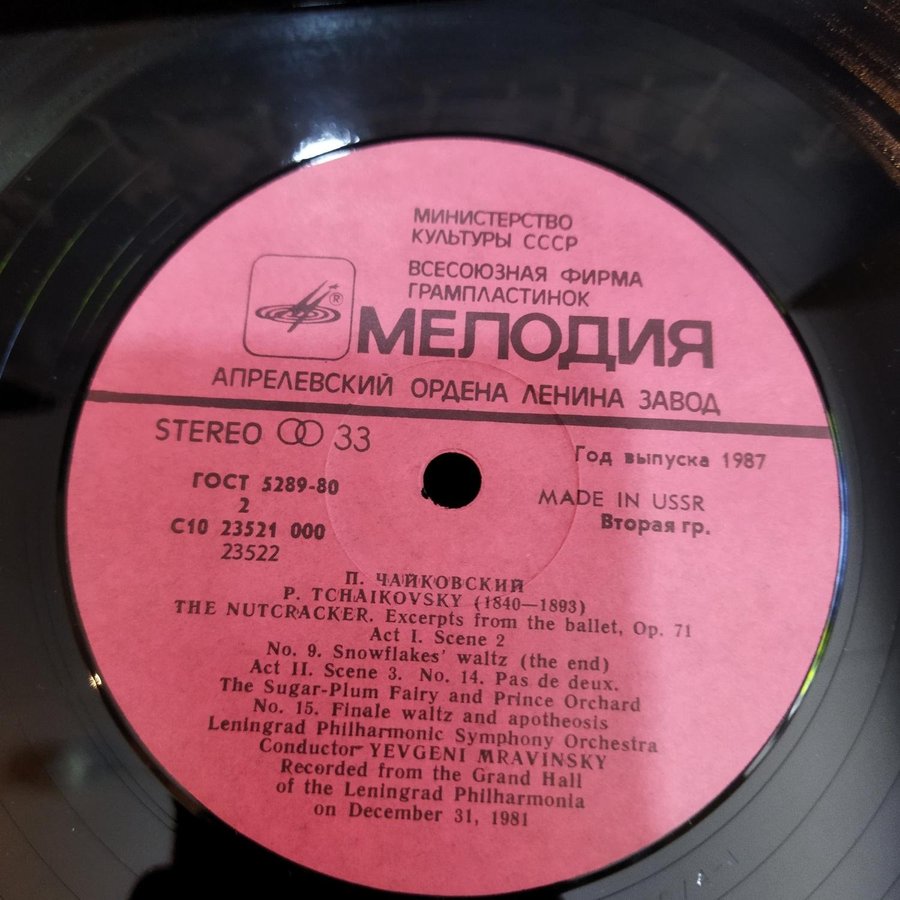 МИНИСТЕРСТВО
КУЛЬТУРЫ СССР
ВСЕСОЮЗНАЯ ФИРМА
ГРАМПЛАСТИНОК
®
МЕЛОДИЯ
АПРЕЛЕВСКИЙ ОРДЕНА ЛЕНИНА ЗАВОД
STEREO 33
Год выпуска 1987
ГОСТ 5289-80
MADE IN USSR
2
Вторая гр.
С10 23521 000
23522
П. ЧАЙКОВСКИЙ
P. TCHAIKOVSKY (1840—1893)
THE NUTCRACKER. Excerpts from the ballet, Op. 71
Act I. Scene 2
No. 9. Snowflakes' waltz (the end)
Act II. Scene 3. No. 14. Pas de deux.
The Sugar-Plum Fairy and Prince Orchard
No. 15. Finale waltz and apotheosis
Leningrad Philharmonic Symphony Orchestra
Conductor YEVGENI MRAVINSKY
Recorded from the Grand Hall
of the Leningrad Philharmonia
on December 31, 1981